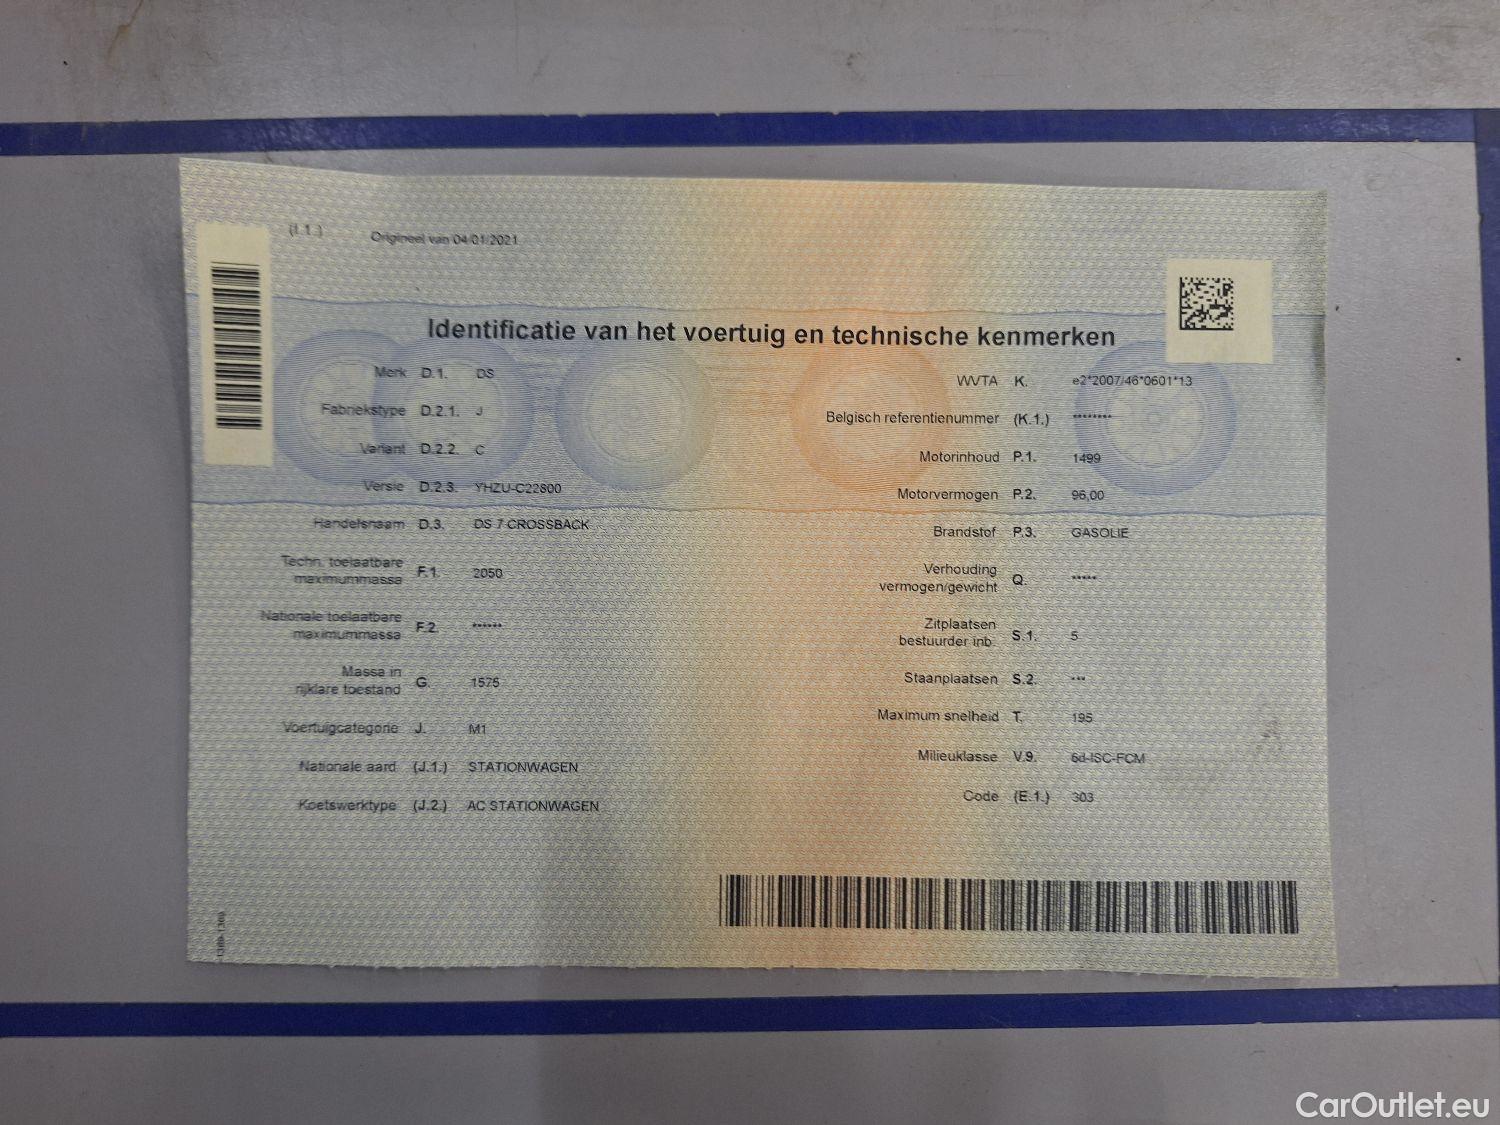 (I.1.) Origineel van 04/01/2021
Identificatie van het voertuig en technische kenmerken
Merk D.1. DS
Fabriekstype D.2.1. J
Variant D.2.2. C
Versie D.2.3. YHZU-C22800
Handelsnaam D.3. DS 7 CROSSBACK
Techn. toelaatbare
maximummassa F.1. 2050
Nationale toelaatbare
maximummassa F.2. ******
Massa in
rijklare toestand G. 1575
Voertuigcategorie J. M1
Nationale aard (J.1.) STATIONWAGEN
Koetswerktype (J.2.) AC STATIONWAGEN
WVTA K. e2*2007/46*0601*13
Belgisch referentienummer (K.1.) ********
Motorinhoud P.1. 1499
Motorvermogen P.2. 96,00
Brandstof P.3. GASOLIE
Verhouding
vermogen/gewicht Q. *****
Zitplaatsen
bestuurder inb. S.1. 5
Staanplaatsen S.2. ***
Maximum snelheid T. 195
Milieuklasse V.9. 6d-ISC-FCM
Code (E.1.) 303
CarOutlet.eu